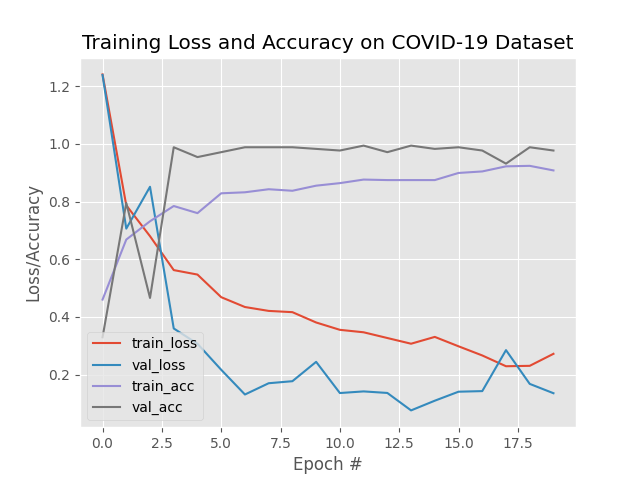 Training Loss and Accuracy on COVID-19 Dataset
1.2
1.0
0.8
0.6
0.4
0.2
Loss/Accuracy
train_loss
val_loss
train_acc
val_acc
0.0 2.5 5.0 7.5 10.0 12.5 15.0 17.5
Epoch #